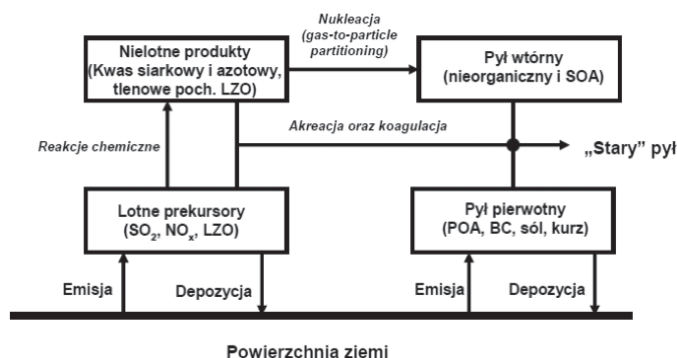 Nukleacja
(gas-to-particle
partitioning)
Nielotne produkty
(Kwas siarkowy i azotowy,
tlenowe poch. LZO)
Pył wtórny
(nieorganiczny i SOA)
Akreacja oraz koagulacja
Reakcje chemiczne
„Stary” pył
Lotne prekursory
(SO₂, NOₓ, LZO)
Pył pierwotny
(POA, BC, sól, kurz)
Emisja
Depozycja
Emisja
Depozycja
Powierzchnia ziemi